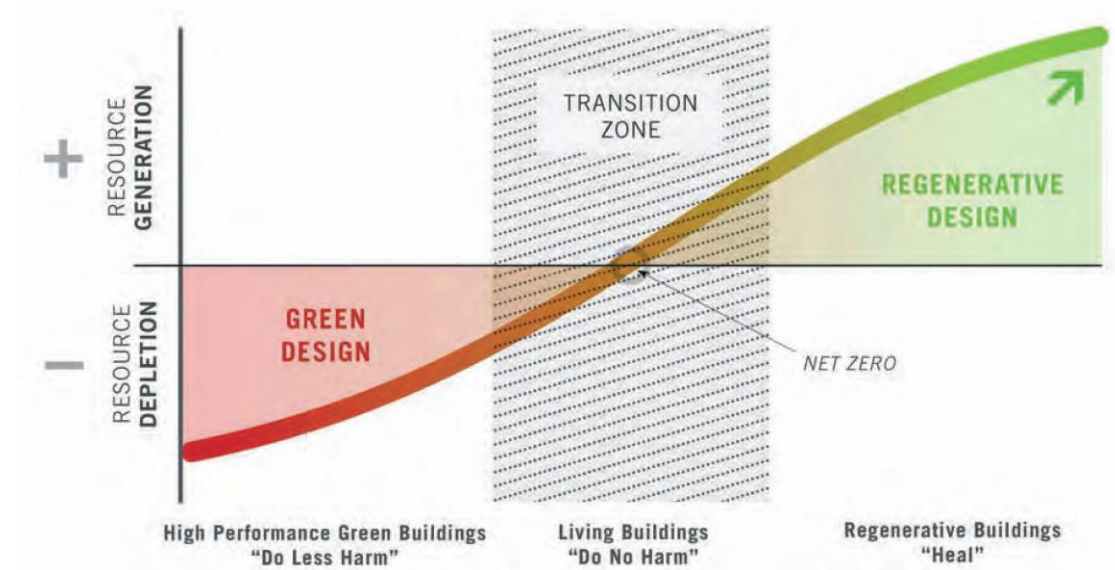 +
RESOURCE
GENERATION
TRANSITION
ZONE
REGENERATIVE
DESIGN
−
RESOURCE
DEPLETION
GREEN
DESIGN
NET ZERO
High Performance Green Buildings
“Do Less Harm”
Living Buildings
“Do No Harm”
Regenerative Buildings
“Heal”